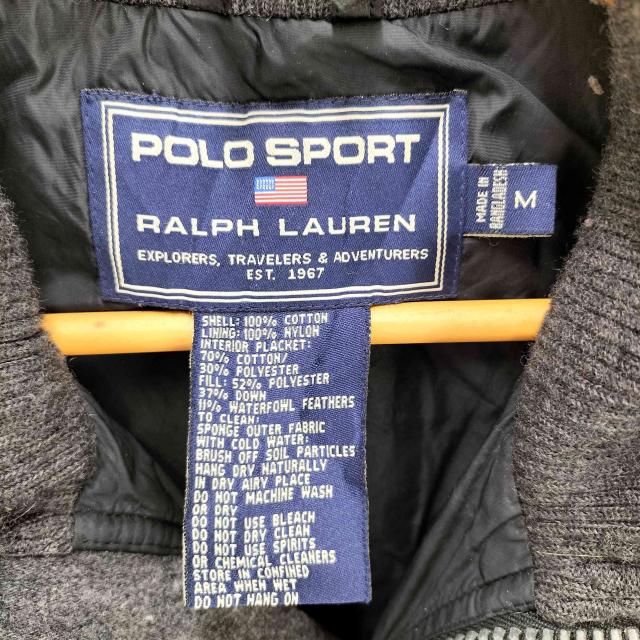 POLO SPORT
RALPH LAUREN
EXPLORERS, TRAVELERS & ADVENTURERS
EST. 1967
MADE IN
BANGLADESH
M
SHELL: 100% COTTON
LINING: 100% NYLON
INTERIOR PLACKET:
70% COTTON/
30% POLYESTER
FILL: 52% POLYESTER
37% DOWN
11% WATERFOWL FEATHERS
TO CLEAN,
SPONGE OUTER FABRIC
WITH COLD WATER:
BRUSH OFF SOIL PARTICLES
HANG DRY NATURALLY
IN DRY AIRY PLACE
DO NOT MACHINE WASH
OR DRY
DO NOT USE BLEACH
DO NOT DRY CLEAN
DO NOT USE SPIRITS
OR CHEMICAL CLEANERS
STORE IN CONFINED
AREA WHEN WET
DO NOT HANG ON